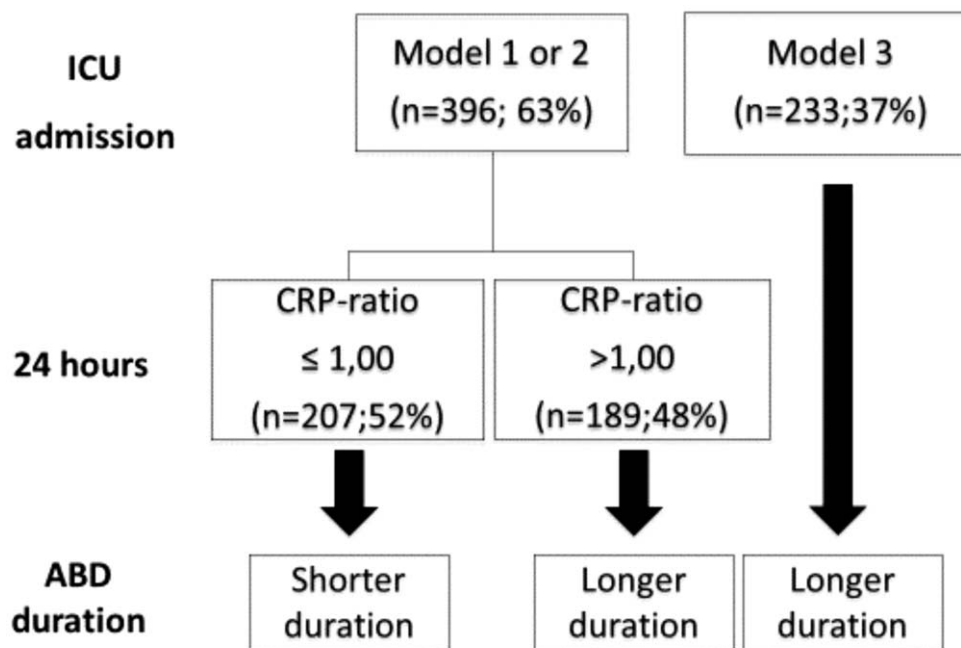 ICU
admission
Model 1 or 2
(n=396; 63%)
Model 3
(n=233;37%)
24 hours
CRP-ratio
≤ 1,00
(n=207;52%)
CRP-ratio
>1,00
(n=189;48%)
ABD
duration
Shorter
duration
Longer
duration
Longer
duration